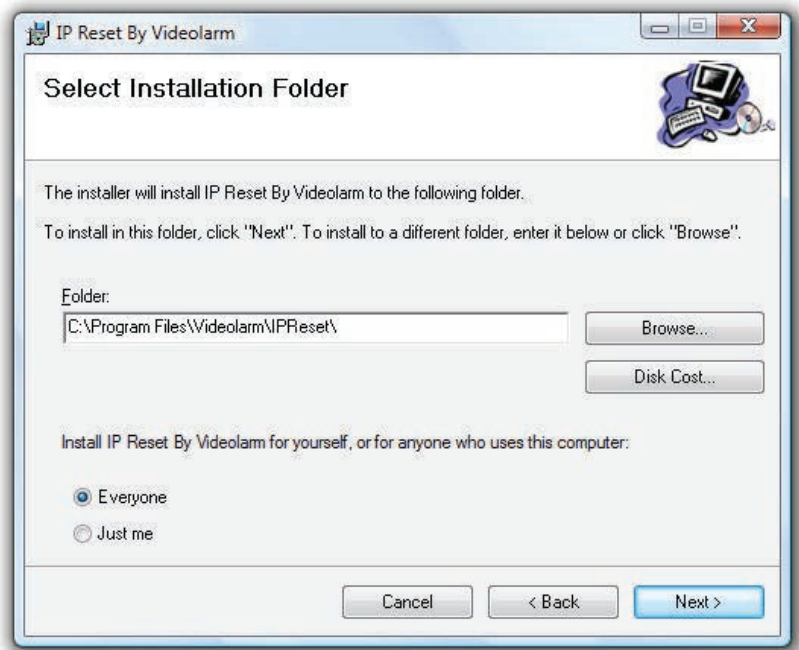 IP Reset By Videolarm
Select Installation Folder
The installer will install IP Reset By Videolarm to the following folder.
To install in this folder, click "Next". To install to a different folder, enter it below or click "Browse".
Folder:
C:\Program Files\Videolarm\IPReset\
Browse...
Disk Cost...
Install IP Reset By Videolarm for yourself, or for anyone who uses this computer:
Everyone
Just me
Cancel
< Back
Next >